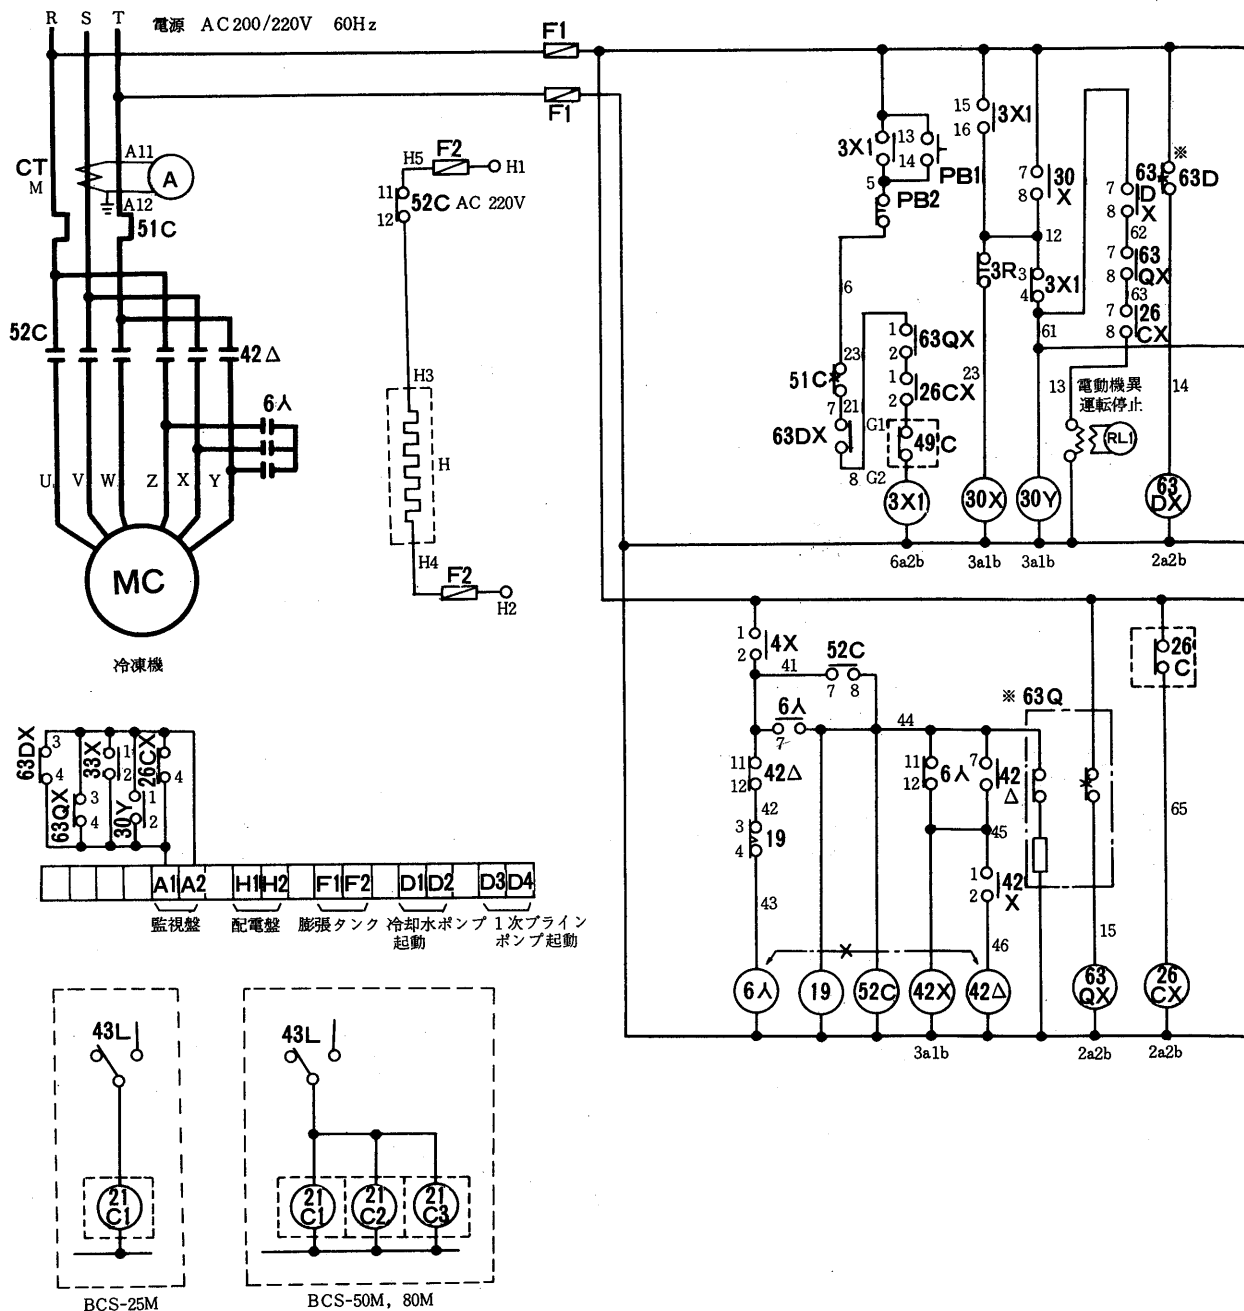 R S T 電源 AC200/220V 60Hz
F1
F1
CT
M
A11
A
A12
51C
H5 F2 H1
11
12
52C AC 220V
52C
42△
6人
H3
H
H4
F2
H2
U V W Z X Y
MC
冷凍機
3X1
13
14
PB1
5
PB2
6
15
16
3X1
7
8
30
X
12
3R
3
4
3X1
61
7
8
63
D
X
62
7
8
63
QX
63
7
8
26
CX
※
63D
23
51C
7 21
63DX
8
1
2
63QX
1
2
26CX
G1
49C
G2
23
13
電動機異
運転停止
RL1
14
3X1
30X
30Y
63
DX
6a2b
3a1b
3a1b
2a2b
1
2
4X
41
52C
7 8
6人
7
44
11
12
42△
42
3
4
19
43
11
12
6人
7
42
△
45
1
2
42
X
46
※ 63Q
15
26
C
65
6人
19
52C
42X
42△
63
QX
26
CX
3a1b
2a2b
2a2b
63DX
3
4
63QX
3
4
33X
1
2
30Y
1
2
26CX
4
A1 A2 H1 H2 F1 F2 D1 D2 D3 D4
監視盤 配電盤 膨張タンク 冷却水ポンプ
起動
1次ブライン
ポンプ起動
43L
21
C1
BCS-25M
43L
21
C1
21
C2
21
C3
BCS-50M, 80M